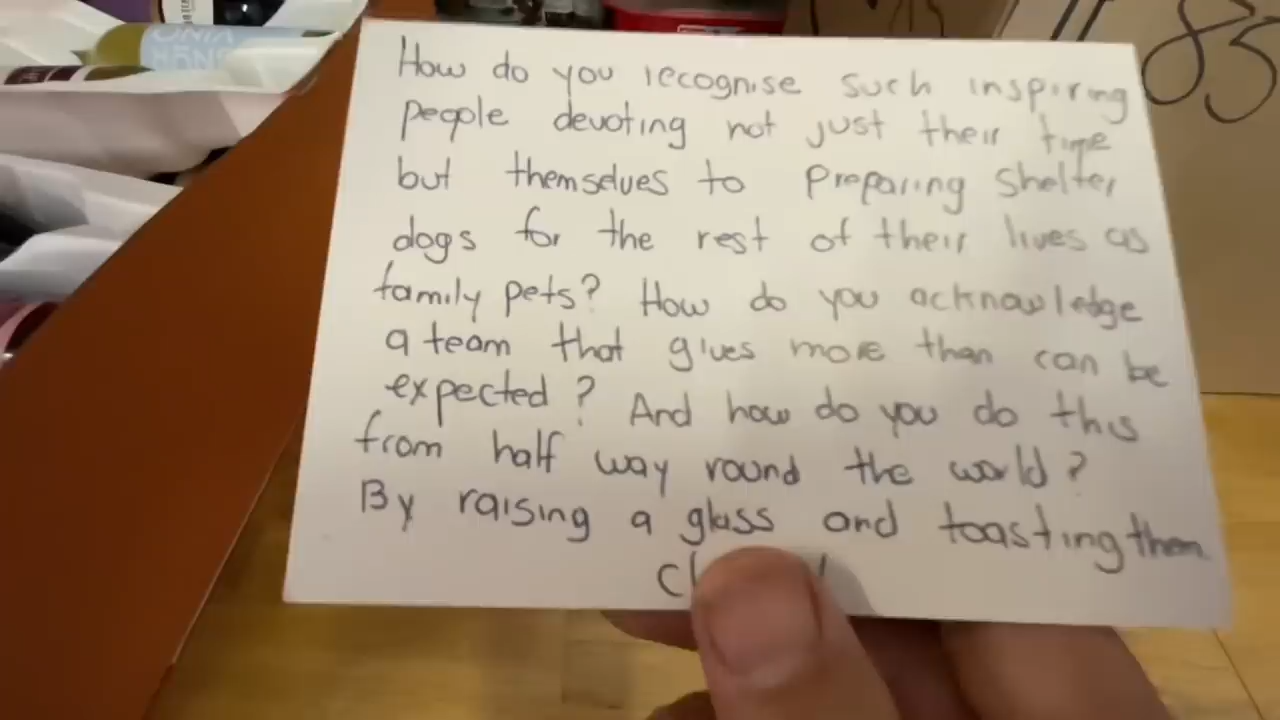 How do you recognise such inspiring
people devoting not just their time
but themselves to preparing shelter
dogs for the rest of their lives as
family pets? How do you acknowledge
a team that gives more than can be
expected? And how do you do this
from half way round the world?
By raising a glass and toasting them
85